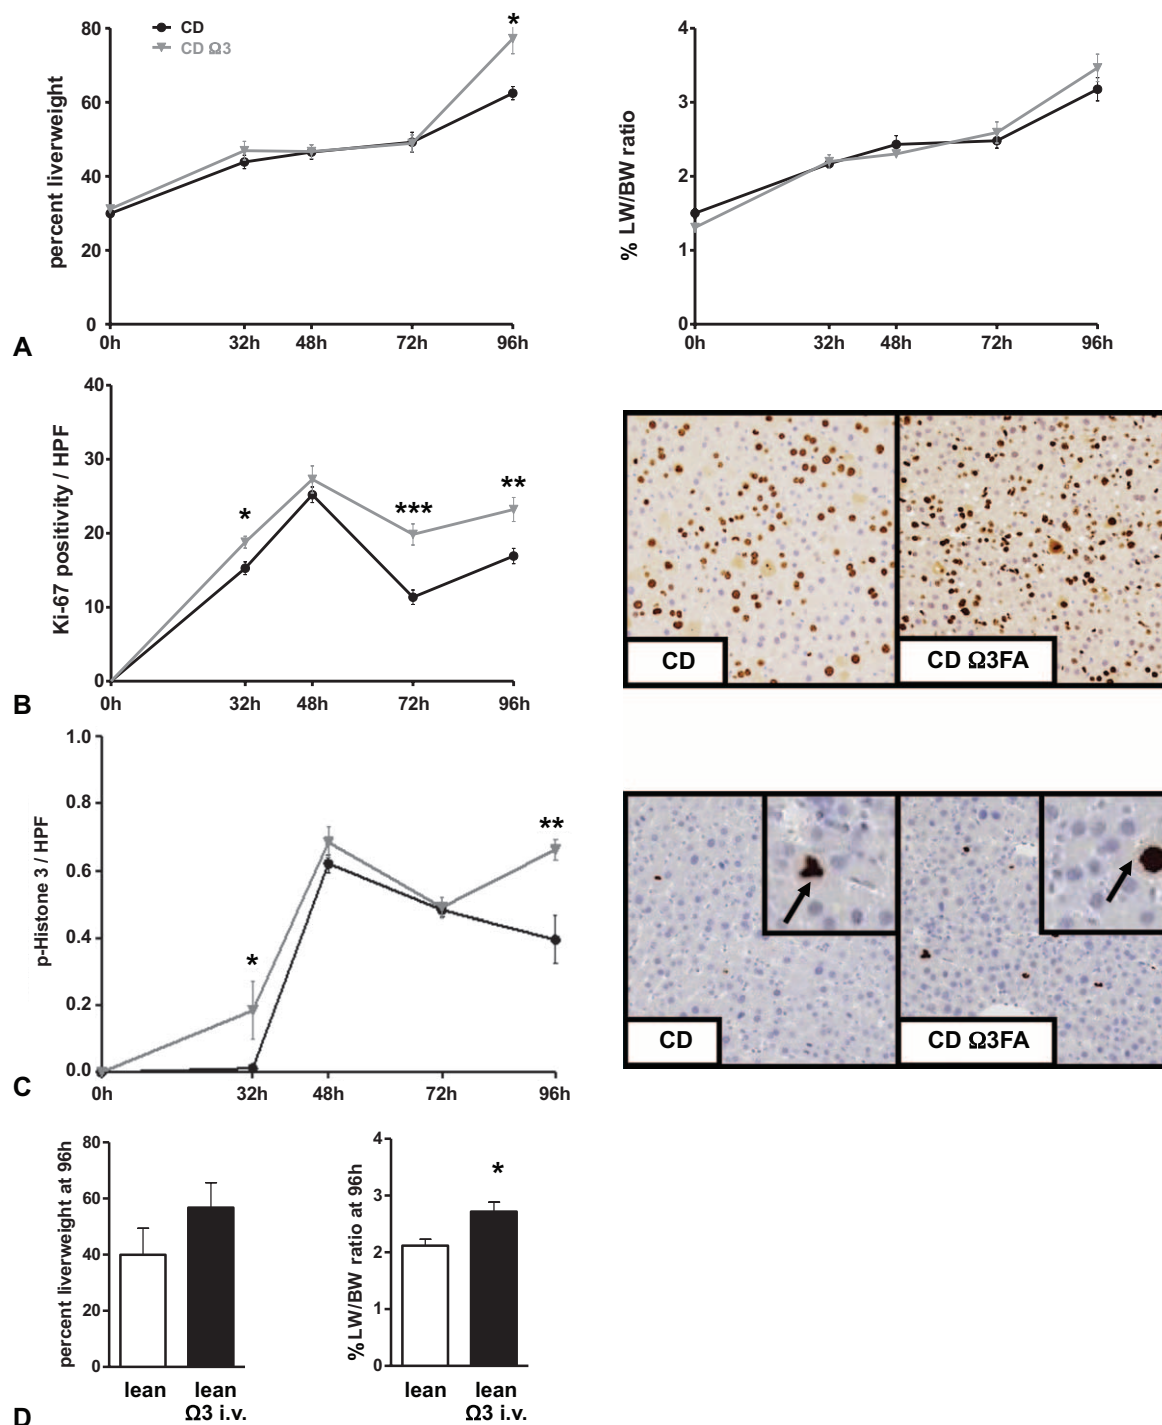 80
60
40
20
0
percent liverweight
CD
CD Ω3
*
0h 32h 48h 72h 96h
4
3
2
1
0
% LW/BW ratio
0h 32h 48h 72h 96h
A
40
30
20
10
0
Ki-67 positivity / HPF
*
***
**
0h 32h 48h 72h 96h
CD
CD Ω3FA
B
1.0
0.8
0.6
0.4
0.2
0.0
p-Histone 3 / HPF
*
**
0h 32h 48h 72h 96h
CD
CD Ω3FA
C
80
60
40
20
0
percent liverweight at 96h
lean
lean
Ω3 i.v.
4
3
2
1
0
% LW/BW ratio at 96h
*
lean
lean
Ω3 i.v.
D